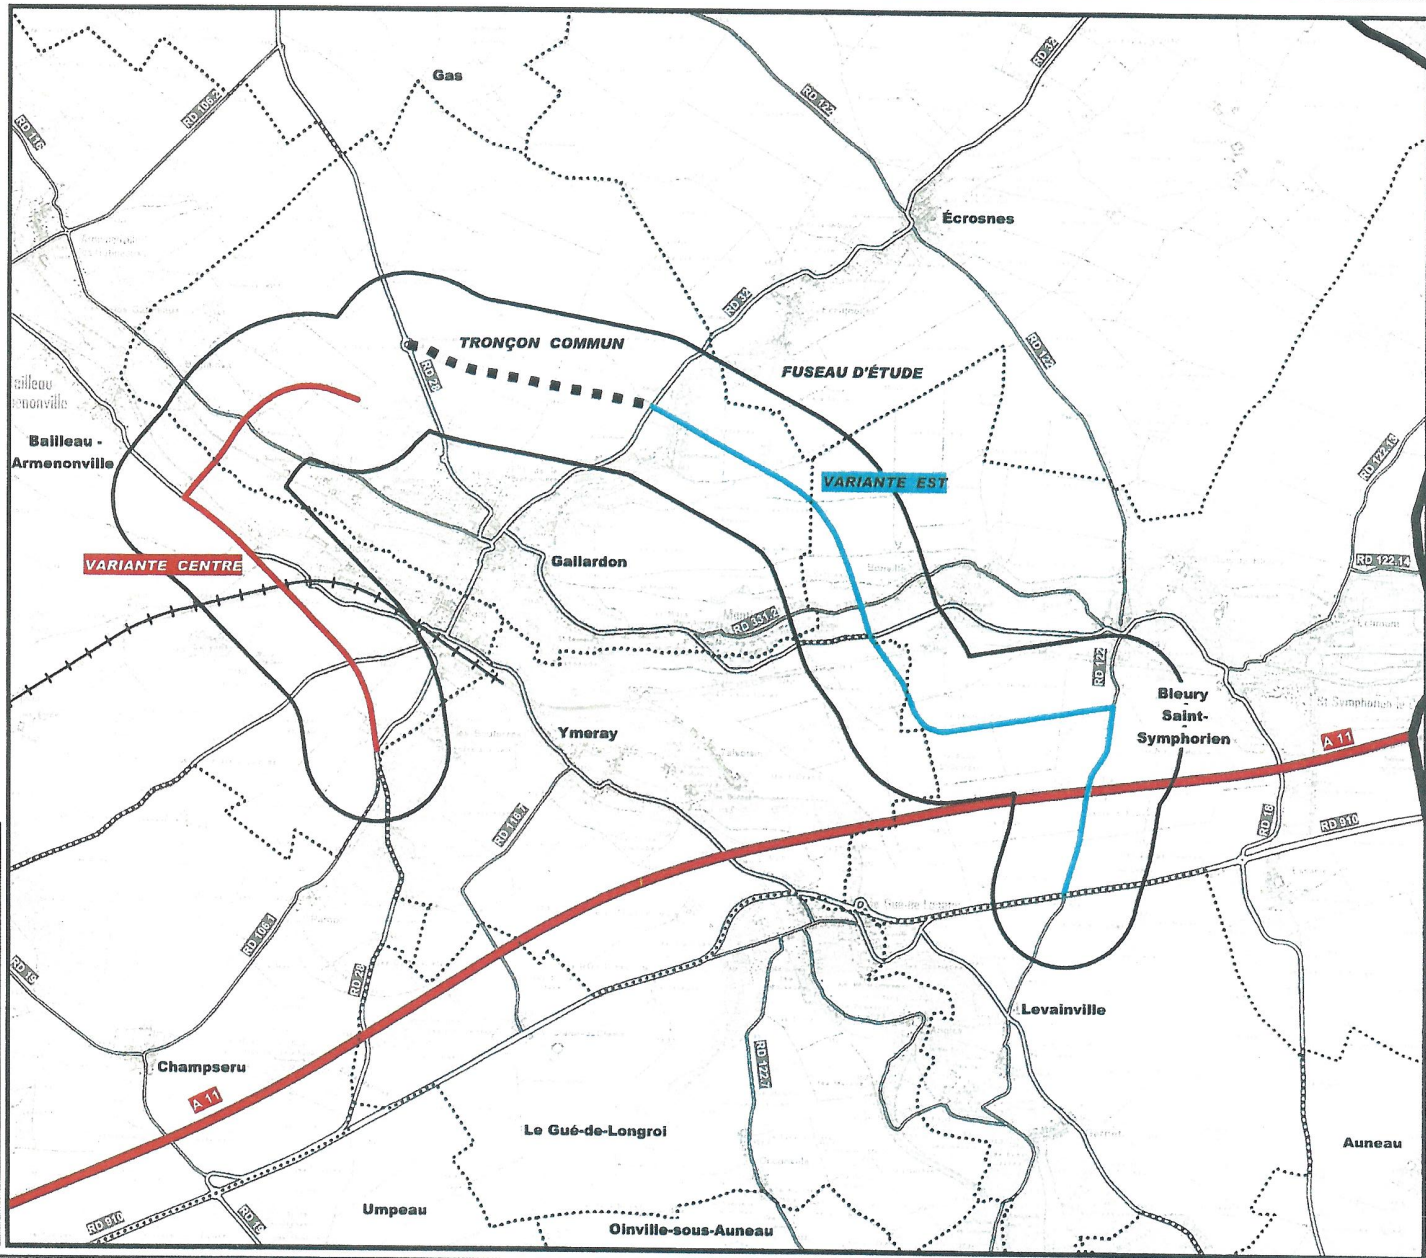 Gas
RD 32
RD 122
RD 106.2
RD 116
Écrosnes
RD 32
TRONÇON COMMUN
RD 122
RD 28
FUSEAU D'ÉTUDE
Bailleau -
Armenonville
RD 122.13
VARIANTE EST
VARIANTE CENTRE
Gallardon
RD 122.14
RD 331.2
RD 122
Bleury
Saint-
Symphorien
Ymeray
A 11
RD 116.7
RD 18
RD 910
RD 106.1
RD 19
RD 28
Levainville
Champseru
RD 122.7
A 11
Le Gué-de-Longroi
Auneau
Umpeau
RD 910
RD 19
Oinville-sous-Auneau